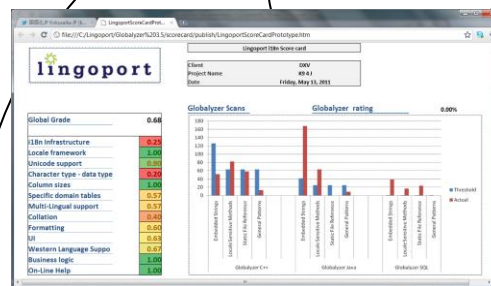 LingoportScoreCardProt...
file:///C:/Lingoport/Globalyzer%203.5/scorecard/publish/LingoportScoreCardPrototype.htm
lingoport
Lingoport i18n Score card
Client DXV
Project Name K9 4 J
Date Friday, May 13, 2011
Global Grade 0.68
i18n Infrastructure 0.25
Locale framework 1.00
Unicode support 0.80
Character type - data type 0.20
Column sizes 1.00
Specific domain tables 0.57
Multi-Lingual support 0.57
Collation 0.40
Formatting 0.60
UI 0.63
Western Language Suppo 0.67
Business logic 1.00
On-Line Help 1.00
Globalyzer Scans Globalyzer rating 0.00%
180
160
140
120
100
80
60
40
20
0
Embedded Strings
Locale Sensitive Methods
Static File Reference
General Patterns
Embedded Strings
Locale Sensitive Methods
Static File Reference
General Patterns
Embedded Strings
Locale Sensitive Methods
Static File Reference
General Patterns
Globalyzer C++
Globalyzer Java
Globalyzer SQL
Threshold
Actual